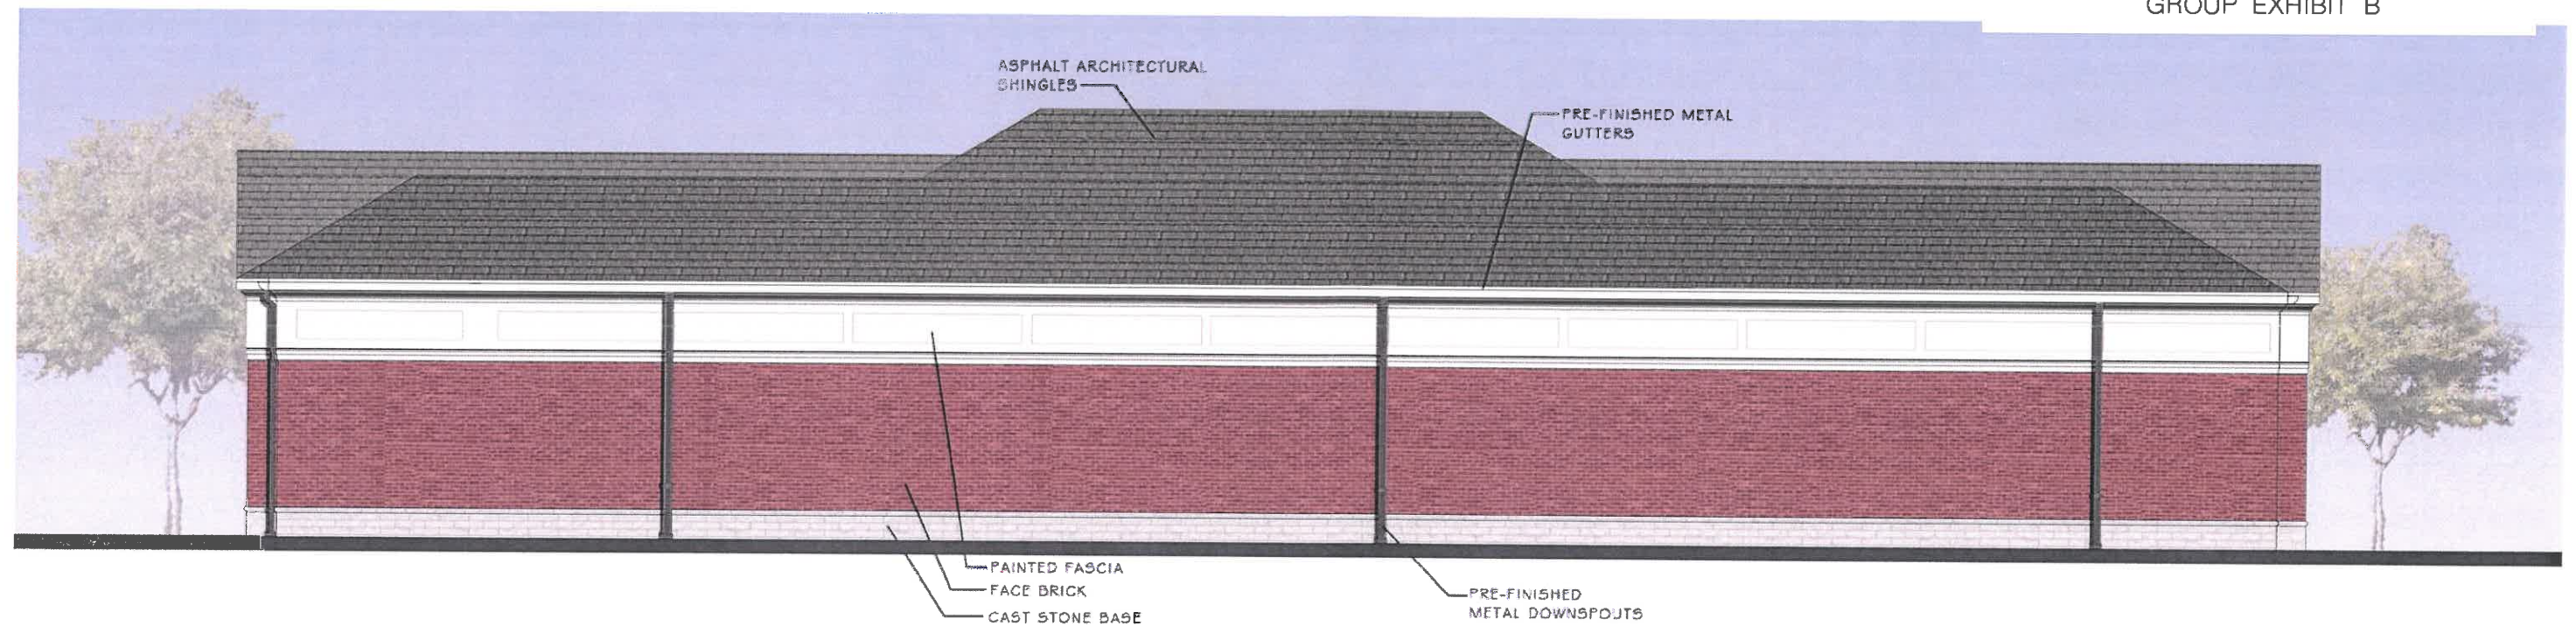 GROUP EXHIBIT B
ASPHALT ARCHITECTURAL
SHINGLES
PRE-FINISHED METAL
GUTTERS
PAINTED FASCIA
FACE BRICK
CAST STONE BASE
PRE-FINISHED
METAL DOWNSPOUTS